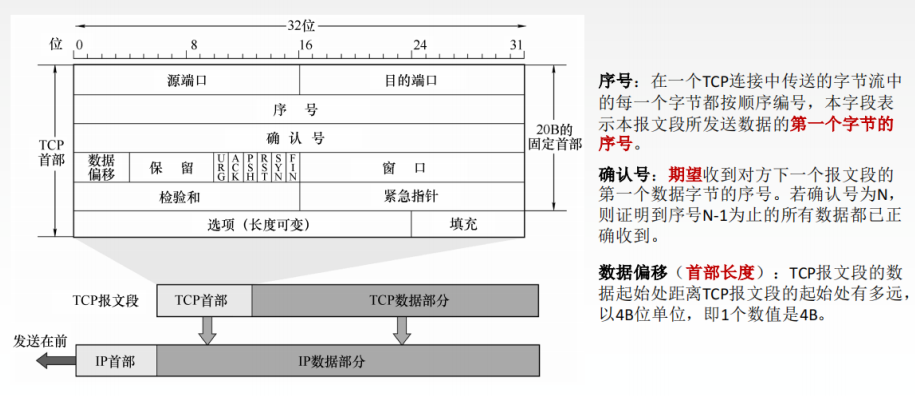 32位
位 0 8 16 24 31
源端口 目的端口
序 号
确 认 号
TCP
首部
20B的
固定首部
数据
偏移
保 留
URG ACK PSH RST SYN FIN
窗 口
检验和 紧急指针
选项（长度可变） 填充
TCP报文段 TCP首部 TCP数据部分
发送在前
IP首部 IP数据部分
序号：在一个TCP连接中传送的字节流中
的每一个字节都按顺序编号，本字段表
示本报文段所发送数据的第一个字节的
序号。
确认号：期望收到对方下一个报文段的
第一个数据字节的序号。若确认号为N，
则证明到序号N-1为止的所有数据都已正
确收到。
数据偏移（首部长度）：TCP报文段的数
据起始处距离TCP报文段的起始处有多远，
以4B位单位，即1个数值是4B。